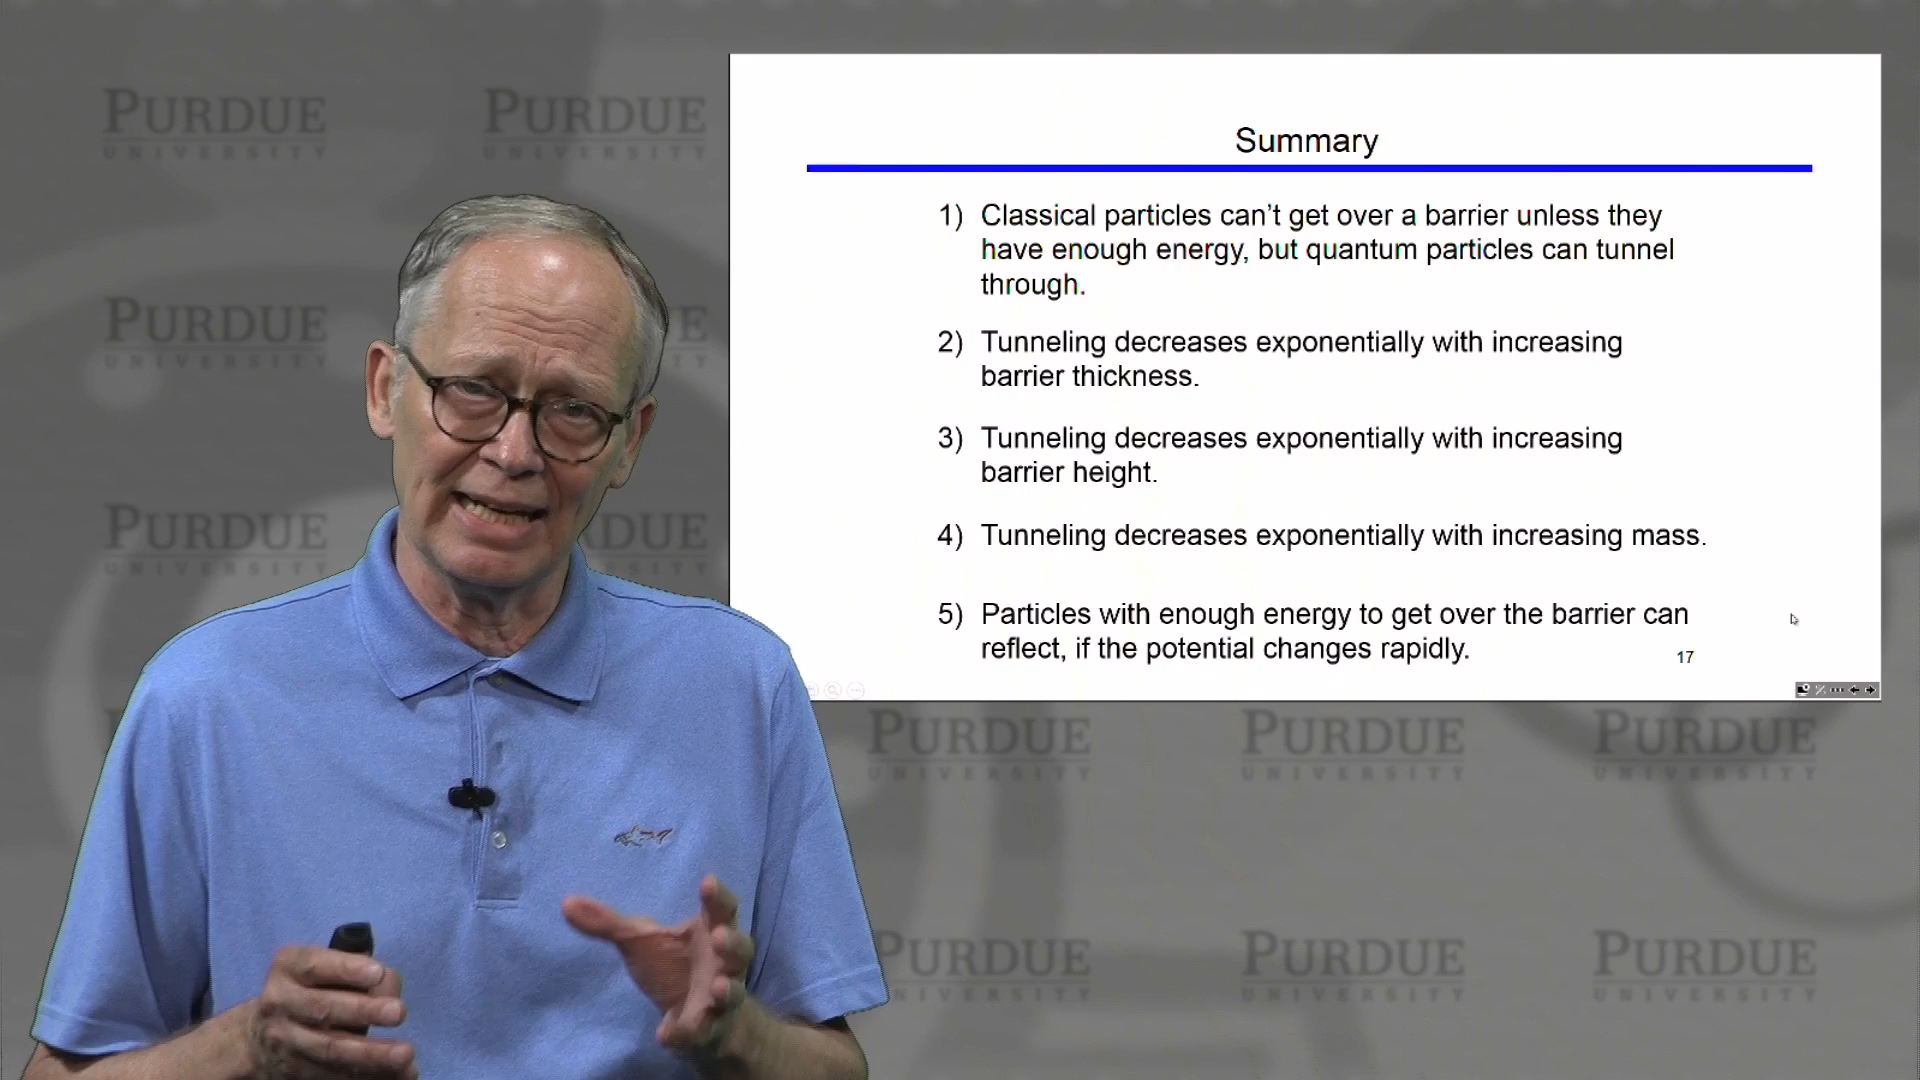 PURDUE
UNIVERSITY
PURDUE
UNIVERSITY
Summary
1) Classical particles can’t get over a barrier unless they
have enough energy, but quantum particles can tunnel
through.
2) Tunneling decreases exponentially with increasing
barrier thickness.
3) Tunneling decreases exponentially with increasing
barrier height.
4) Tunneling decreases exponentially with increasing mass.
5) Particles with enough energy to get over the barrier can
reflect, if the potential changes rapidly.
17
PURDUE
UNIVERSITY
PURDUE
UNIVERSITY
PURDUE
UNIVERSITY
PURDUE
UNIVERSITY
PURDUE
UNIVERSITY
PURDUE
UNIVERSITY
PURDUE
UNIVERSITY
PURDUE
UNIVERSITY